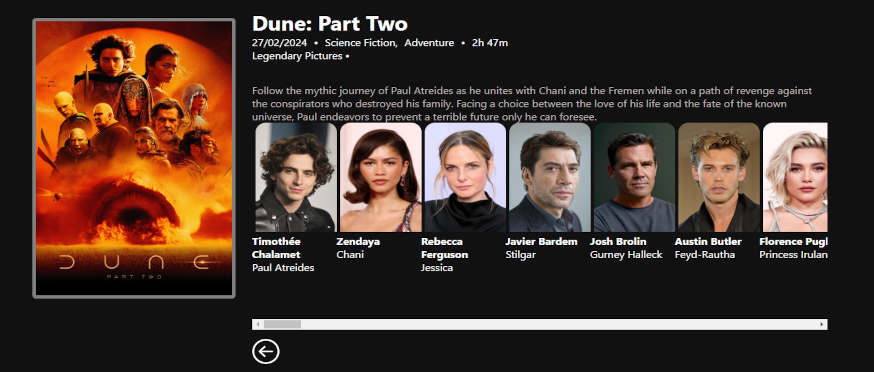 Dune: Part Two
27/02/2024 • Science Fiction, Adventure • 2h 47m
Legendary Pictures •
Follow the mythic journey of Paul Atreides as he unites with Chani and the Fremen while on a path of revenge against
the conspirators who destroyed his family. Facing a choice between the love of his life and the fate of the known
universe, Paul endeavors to prevent a terrible future only he can foresee.
DUNE
PART TWO
Timothée
Chalamet
Paul Atreides
Zendaya
Chani
Rebecca
Ferguson
Jessica
Javier Bardem
Stilgar
Josh Brolin
Gurney Halleck
Austin Butler
Feyd-Rautha
Florence Pugl
Princess Irulan